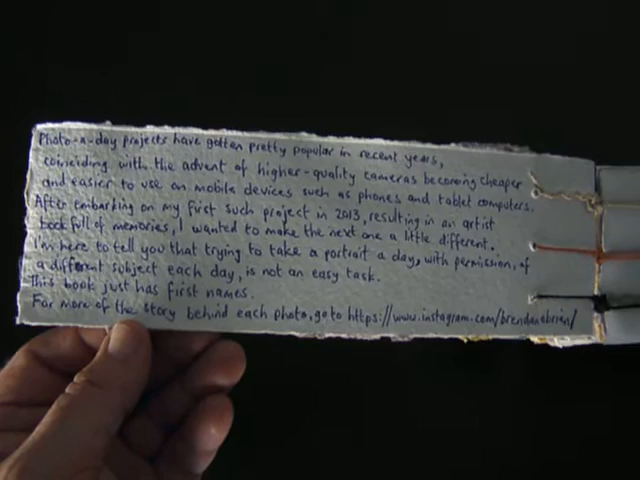 Photo-a-day projects have gotten pretty popular in recent years,
coinciding with the advent of higher-quality cameras becoming cheaper
and easier to use on mobile devices such as phones and tablet computers.
After embarking on my first such project in 2013, resulting in an artist
book full of memories, I wanted to make the next one a little different.
I'm here to tell you that trying to take a portrait a day, with permission, of
a different subject each day, is not an easy task.
This book just has first names.
For more of the story behind each photo, go to https://www.instagram.com/brendanabrian/